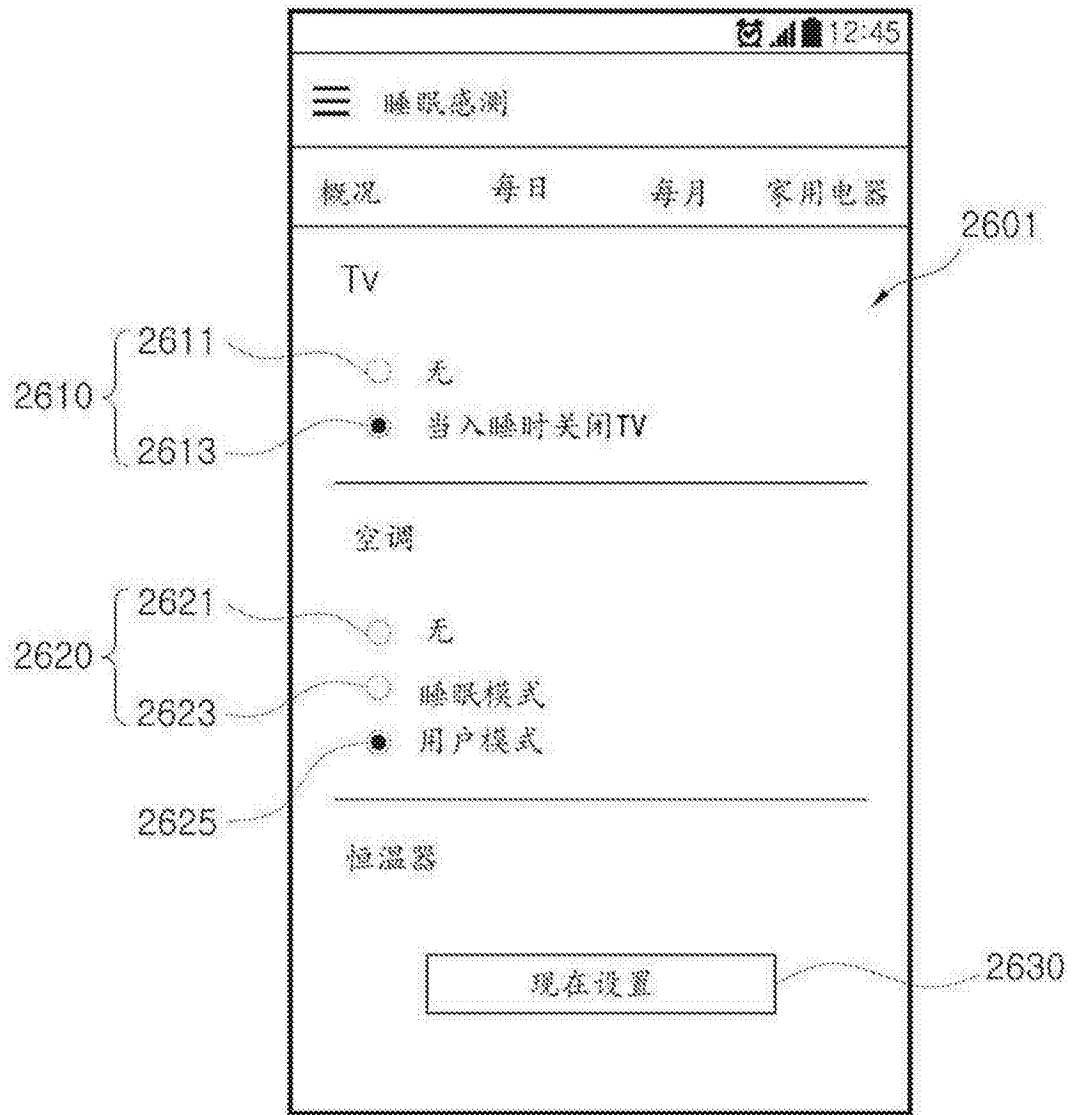 12:45
睡眠感测
概况 每日 每月 家用电器
2601
TV
2611
无
2610
当入睡时关闭TV
2613
空调
2621
无
2620
睡眠模式
2623
用户模式
2625
恒温器
现在设置
2630